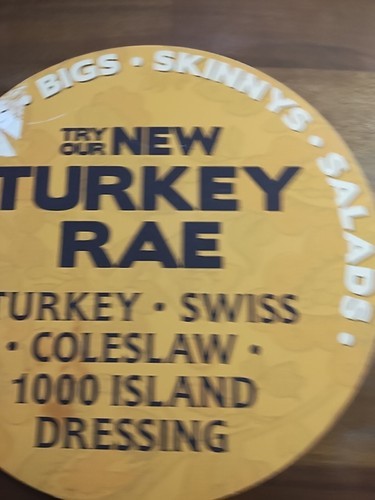 BIGS • SKINNYS • SALADS •
TRY OUR NEW
TURKEY
RAE
TURKEY • SWISS
• COLESLAW •
1000 ISLAND
DRESSING